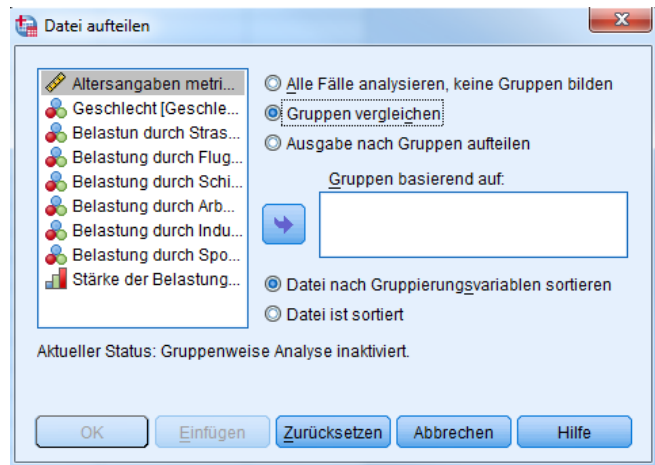 Datei aufteilen
Altersangaben metri...
Geschlecht [Geschle...
Belastun durch Stras...
Belastung durch Flug...
Belastung durch Schi...
Belastung durch Arb...
Belastung durch Indu...
Belastung durch Spo...
Stärke der Belastung...
Alle Fälle analysieren, keine Gruppen bilden
Gruppen vergleichen
Ausgabe nach Gruppen aufteilen
Gruppen basierend auf:
Datei nach Gruppierungsvariablen sortieren
Datei ist sortiert
Aktueller Status: Gruppenweise Analyse inaktiviert.
OK Einfügen Zurücksetzen Abbrechen Hilfe